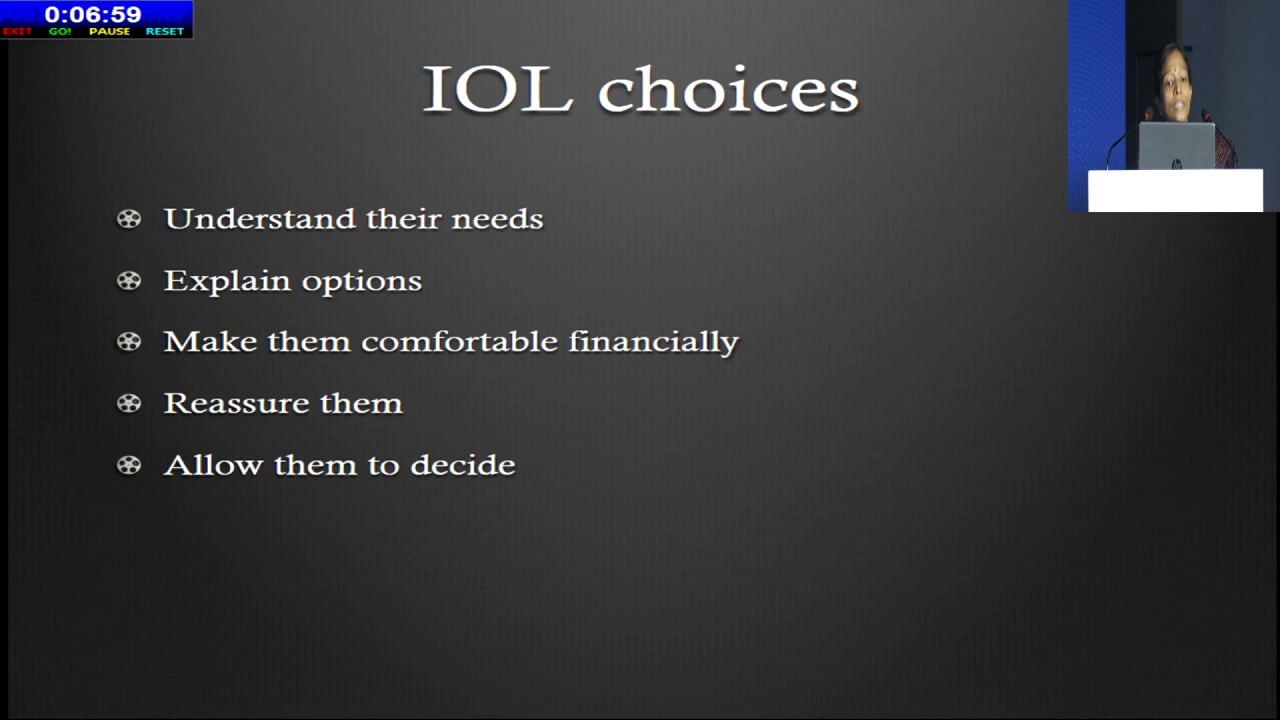 0:06:59
EXIT GO! PAUSE RESET
IOL choices
Understand their needs
Explain options
Make them comfortable financially
Reassure them
Allow them to decide
hp